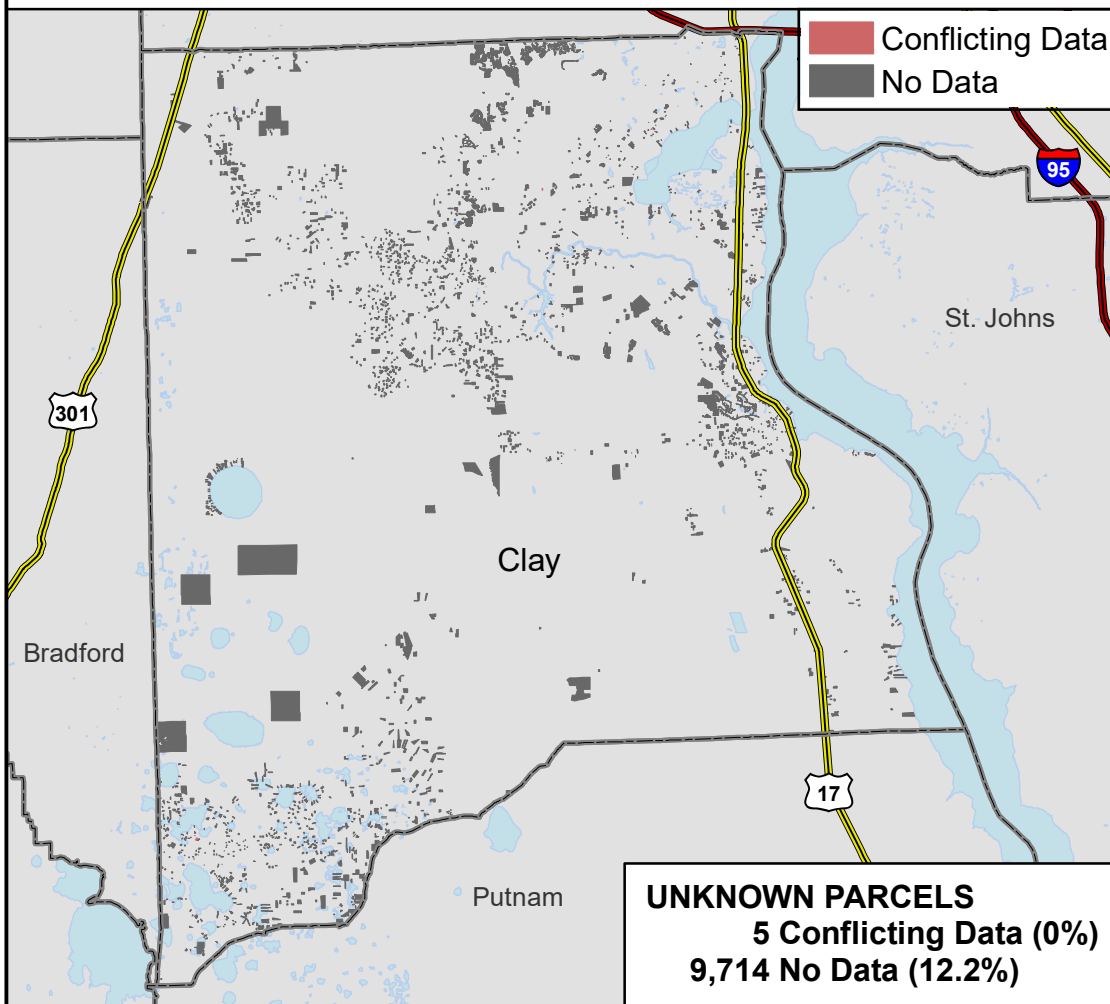 Conflicting Data
No Data
95
St. Johns
301
Clay
Bradford
17
Putnam
UNKNOWN PARCELS
5 Conflicting Data (0%)
9,714 No Data (12.2%)